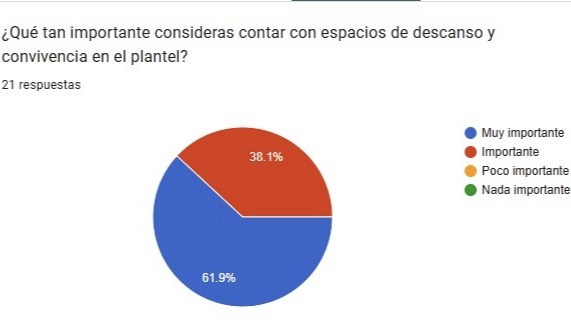 ¿Qué tan importante consideras contar con espacios de descanso y
convivencia en el plantel?
21 respuestas
38.1%
61.9%
Muy importante
Importante
Poco importante
Nada importante